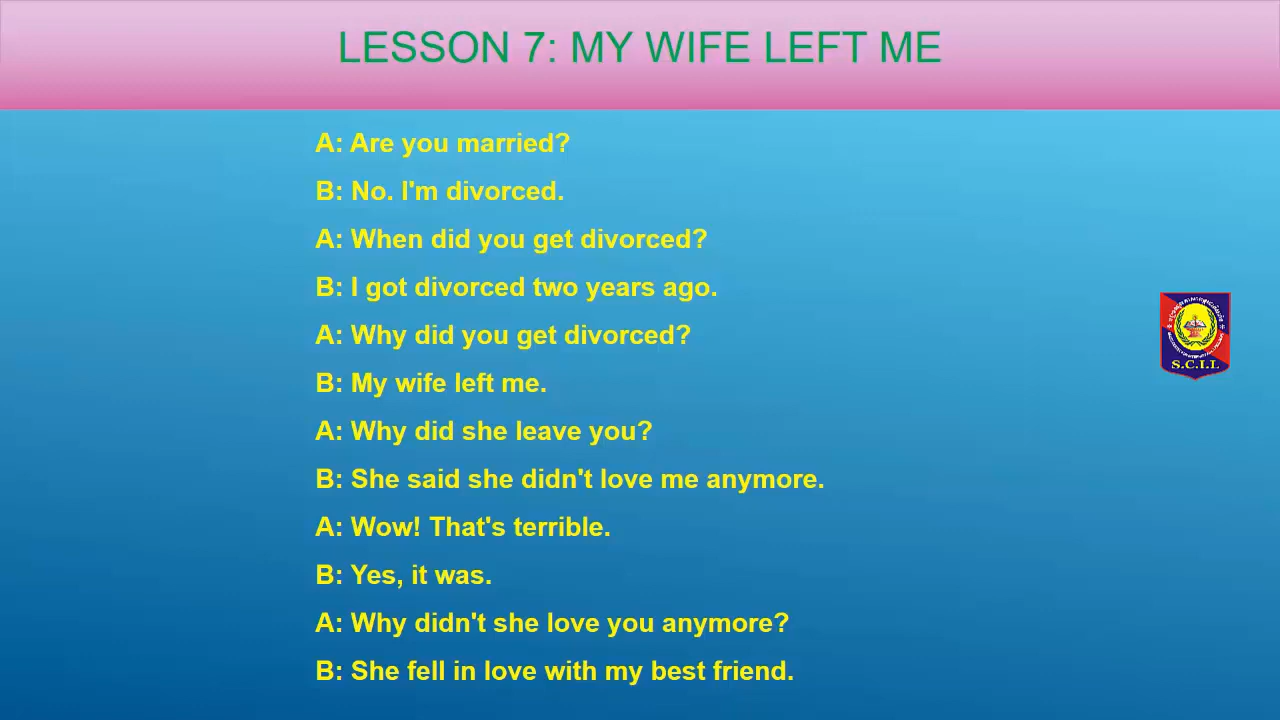 LESSON 7: MY WIFE LEFT ME
A: Are you married?
B: No. I'm divorced.
A: When did you get divorced?
B: I got divorced two years ago.
A: Why did you get divorced?
B: My wife left me.
A: Why did she leave you?
B: She said she didn't love me anymore.
A: Wow! That's terrible.
B: Yes, it was.
A: Why didn't she love you anymore?
B: She fell in love with my best friend.
S.C.I.L